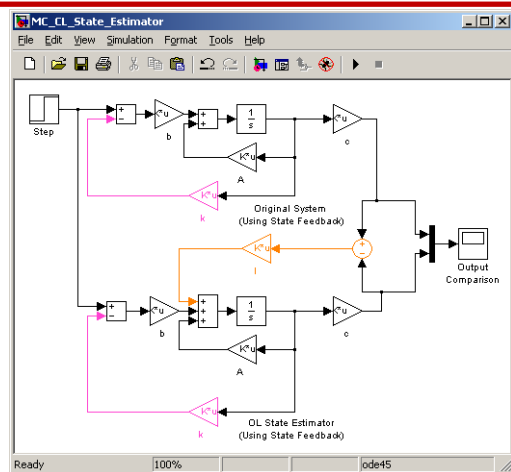 MC_CL_State_Estimator
File Edit View Simulation Format Tools Help
Step
b
1
s
c
A
k
Original System
(Using State Feedback)
K*u
l
Output
Comparison
b
1
s
c
A
k
OL State Estimator
(Using State Feedback)
Ready 100% ode45